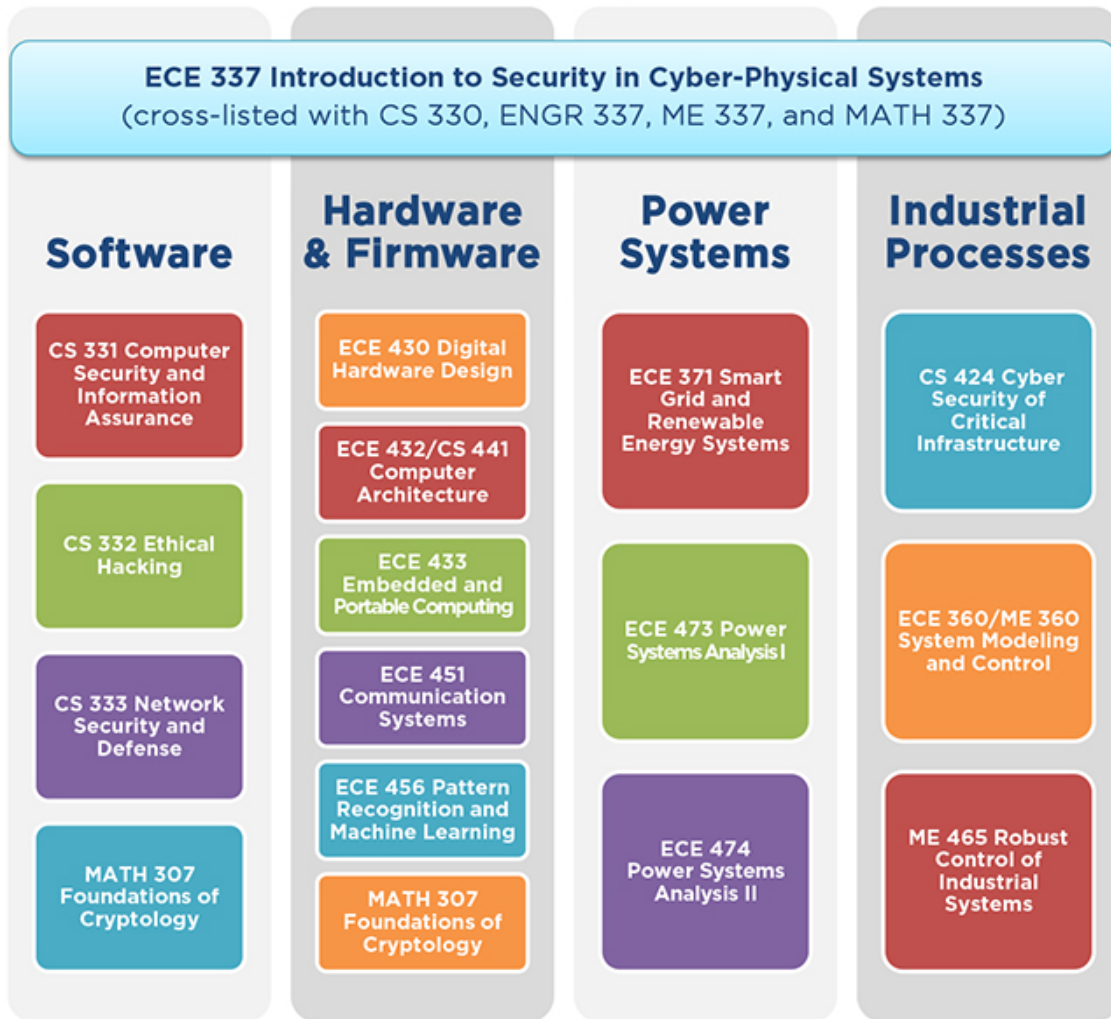 ECE 337 Introduction to Security in Cyber-Physical Systems
(cross-listed with CS 330, ENGR 337, ME 337, and MATH 337)
Software
CS 331 Computer
Security and
Information
Assurance
CS 332 Ethical
Hacking
CS 333 Network
Security and
Defense
MATH 307
Foundations of
Cryptology
Hardware
& Firmware
ECE 430 Digital
Hardware Design
ECE 432/CS 441
Computer
Architecture
ECE 433
Embedded and
Portable Computing
ECE 451
Communication
Systems
ECE 456 Pattern
Recognition and
Machine Learning
MATH 307
Foundations of
Cryptology
Power
Systems
ECE 371 Smart
Grid and
Renewable
Energy Systems
ECE 473 Power
Systems Analysis I
ECE 474
Power Systems
Analysis II
Industrial
Processes
CS 424 Cyber
Security of
Critical
Infrastructure
ECE 360/ME 360
System Modeling
and Control
ME 465 Robust
Control of
Industrial
Systems